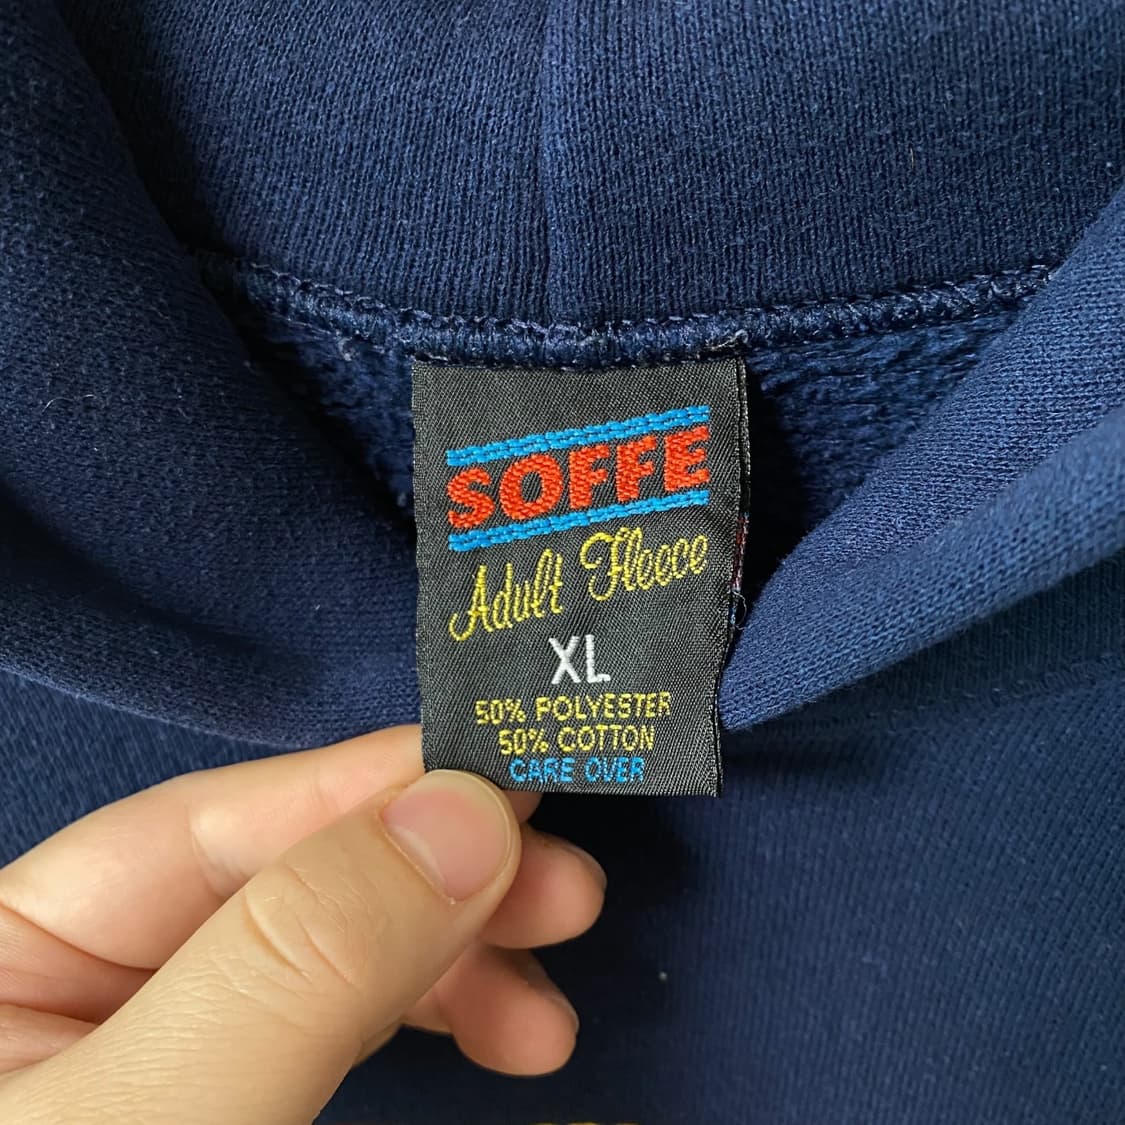 SOFFE
Adult Fleece
XL
50% POLYESTER
50% COTTON
CARE OVER